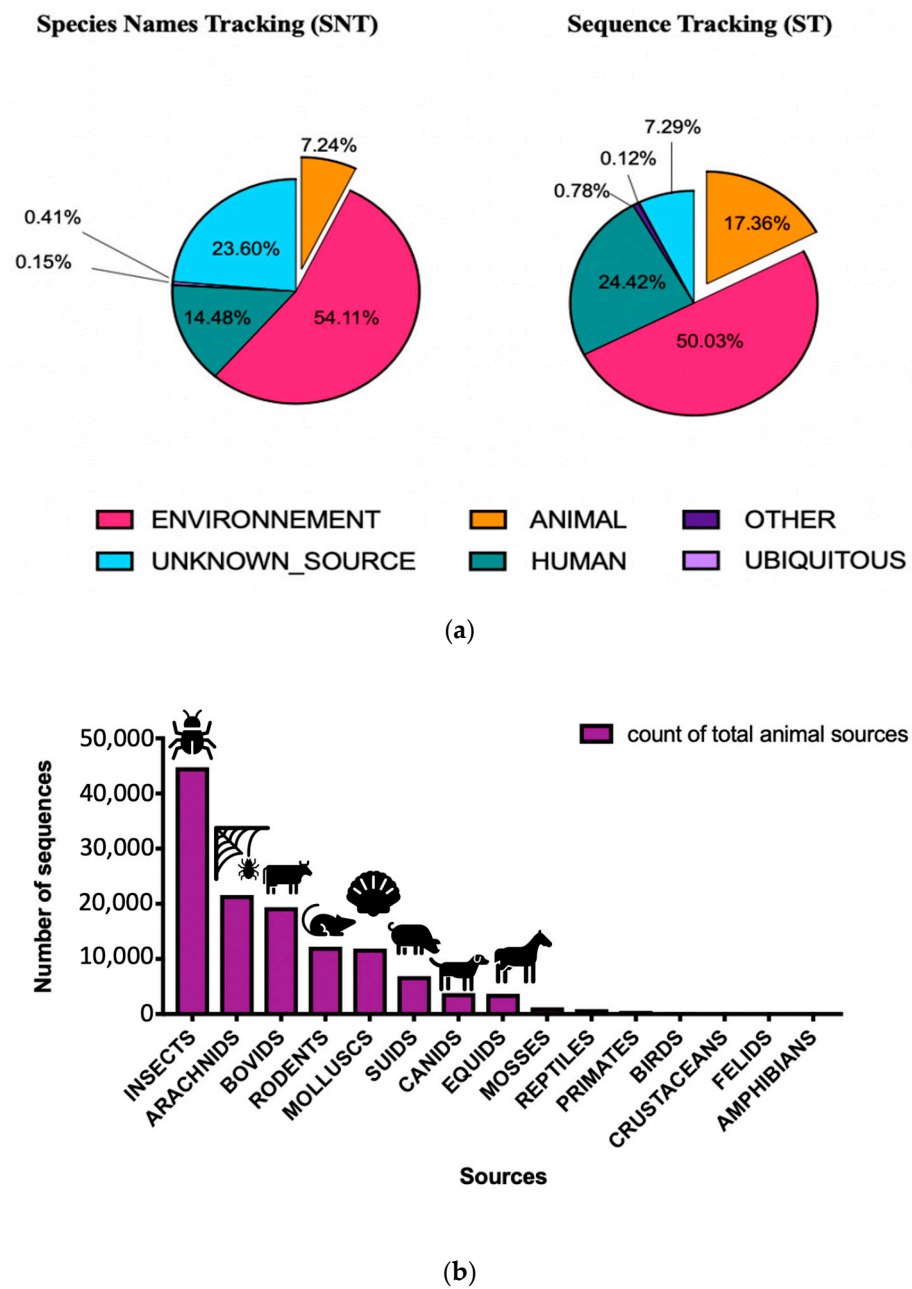 Species Names Tracking (SNT)
Sequence Tracking (ST)
7.24%
0.41%
0.15%
23.60%
14.48%
54.11%
7.29%
0.12%
0.78%
17.36%
24.42%
50.03%
ENVIRONNEMENT
ANIMAL
OTHER
UNKNOWN_SOURCE
HUMAN
UBIQUITOUS
(a)
50,000
40,000
30,000
20,000
10,000
0
Number of sequences
count of total animal sources
INSECTS
ARACHNIDS
BOVIDS
RODENTS
MOLLUSCS
SUIDS
CANIDS
EQUIDS
MOSSES
REPTILES
PRIMATES
BIRDS
CRUSTACEANS
FELIDS
AMPHIBIANS
Sources
(b)